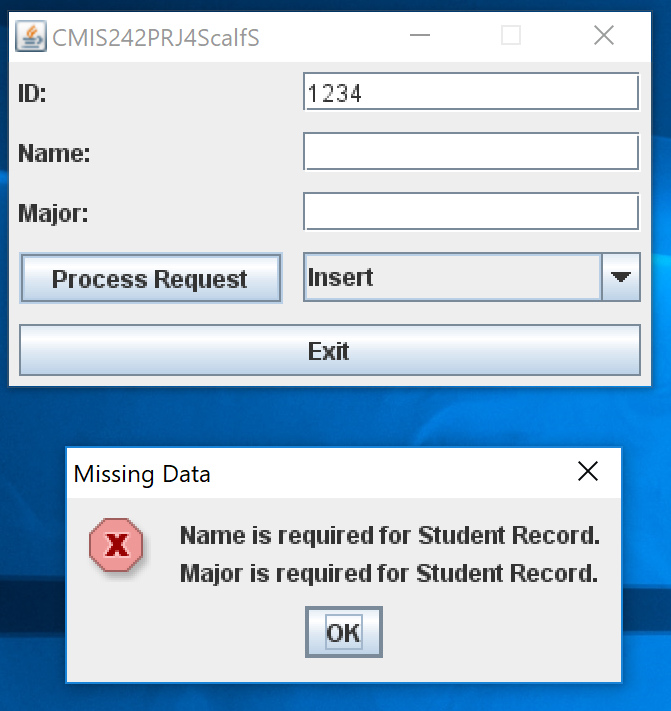 CMIS242PRJ4ScalfS
ID:
1234
Name:
Major:
Process Request
Insert
Exit
Missing Data
X
Name is required for Student Record.
Major is required for Student Record.
OK